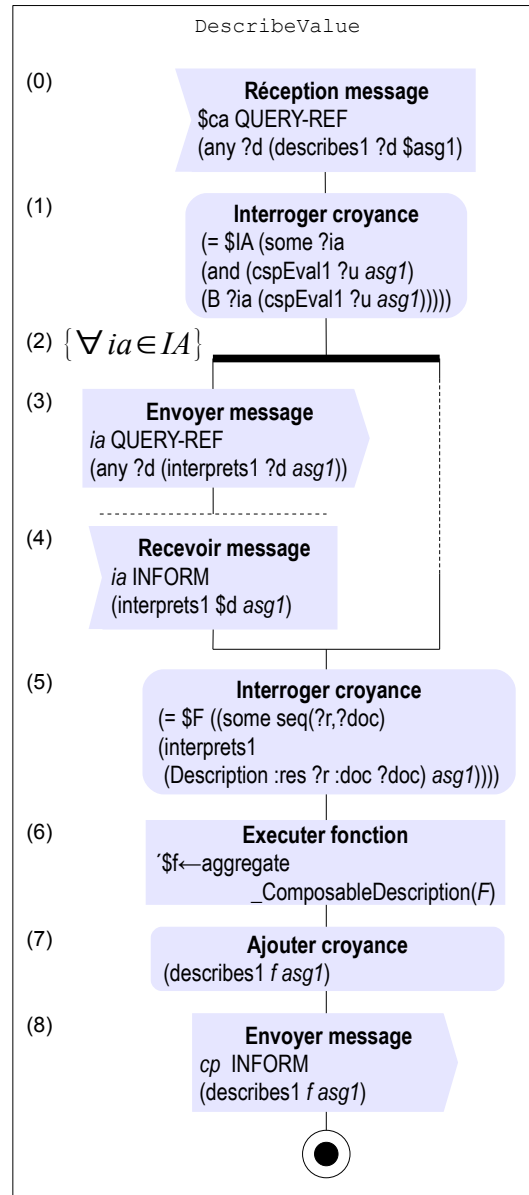 DescribeValue
(0)
Réception message
$ca QUERY-REF
(any ?d (describes1 ?d $asg1)
(1)
Interroger croyance
(= $IA (some ?ia
(and (cspEval1 ?u asg1)
(B ?ia (cspEval1 ?u asg1)))))
(2) {∀ ia∈IA}
(3)
Envoyer message
ia QUERY-REF
(any ?d (interprets1 ?d asg1))
(4)
Recevoir message
ia INFORM
(interprets1 $d asg1)
(5)
Interroger croyance
(= $F ((some seq(?r,?doc)
(interprets1
(Description :res ?r :doc ?doc) asg1))))
(6)
Executer fonction
´$f←aggregate
_ComposableDescription(F)
(7)
Ajouter croyance
(describes1 f asg1)
(8)
Envoyer message
cp INFORM
(describes1 f asg1)